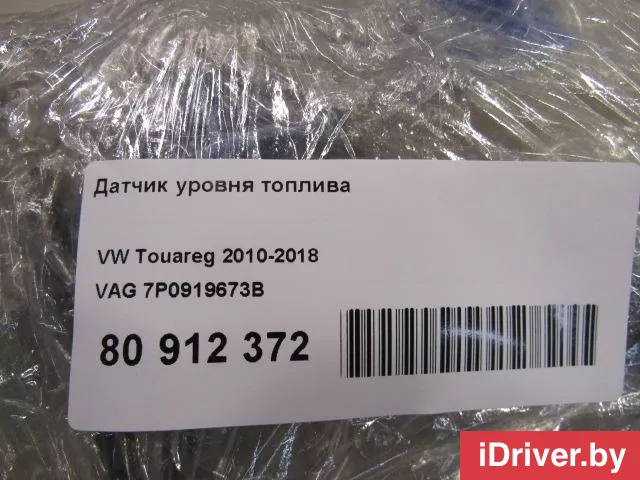 Датчик уровня топлива
VW Touareg 2010-2018
VAG 7P0919673B
80 912 372
iDriver.by